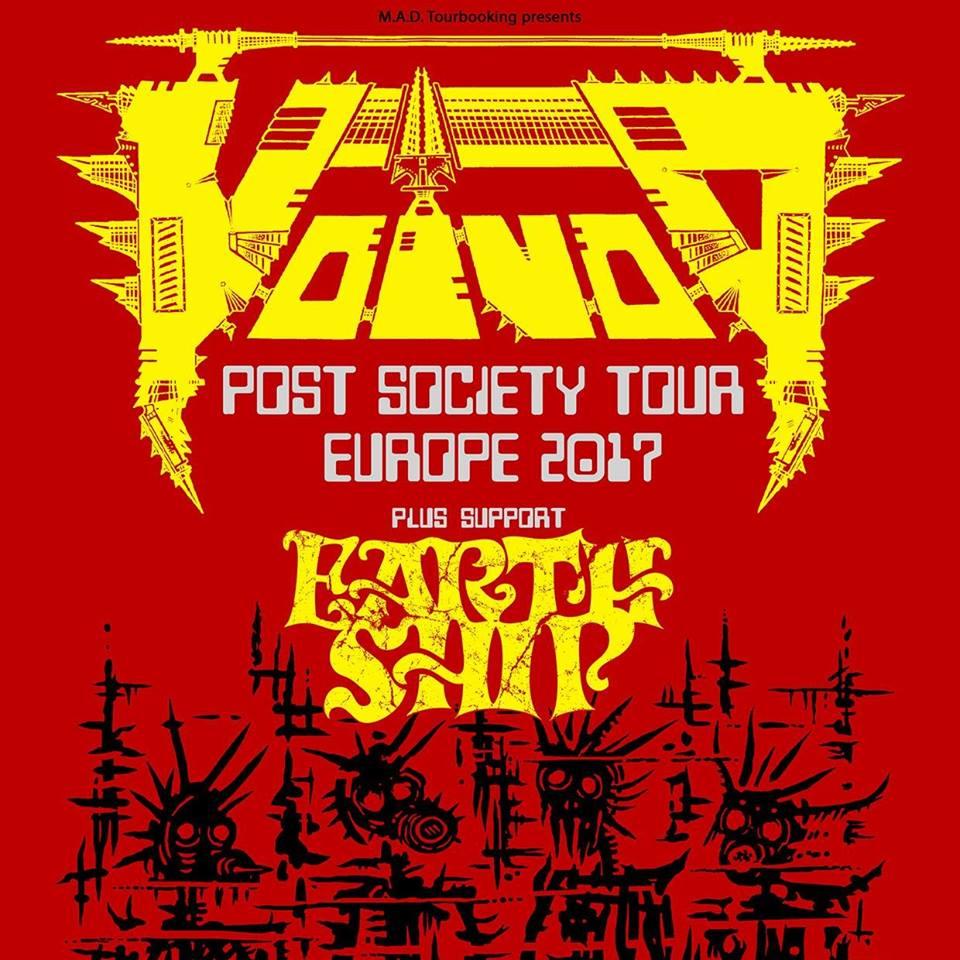 M.A.D. Tourbooking presents
VOIVOD
POST SOCIETY TOUR
EUROPE 2017
PLUS SUPPORT
EARTH
SHIP